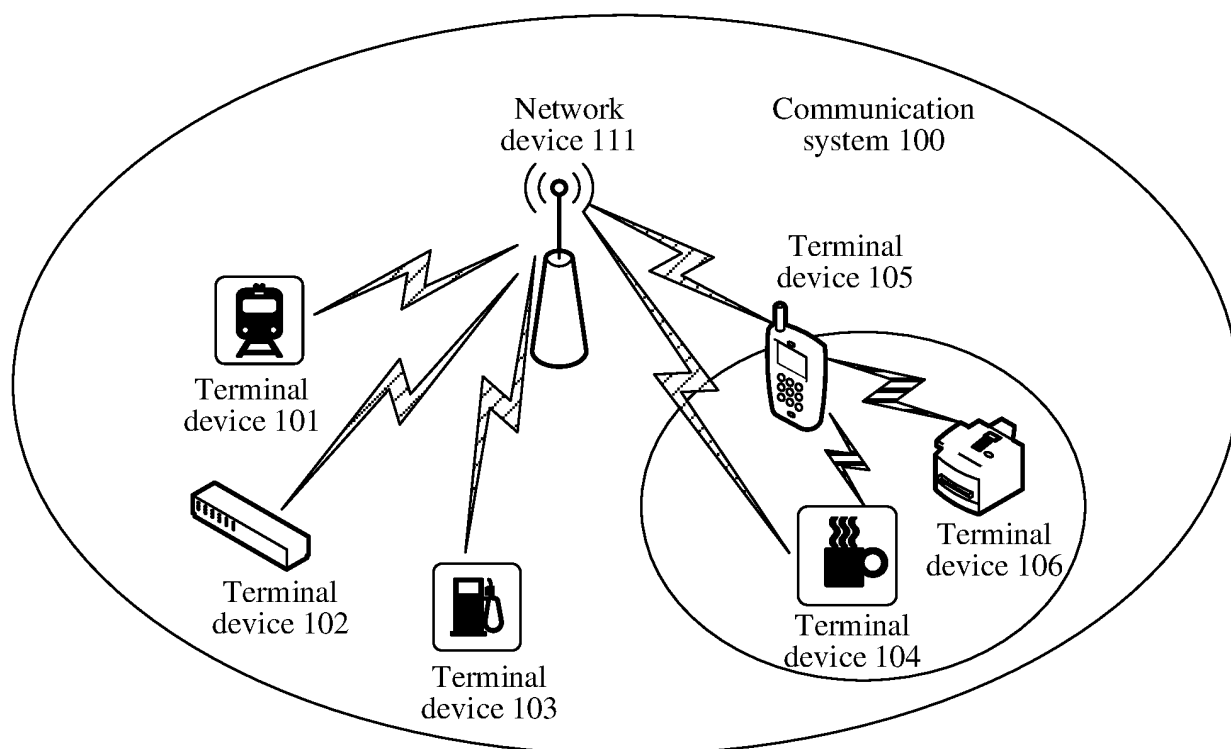 Network
device 111
Communication
system 100
Terminal
device 105
Terminal
device 101
Terminal
device 102
Terminal
device 103
Terminal
device 104
Terminal
device 106